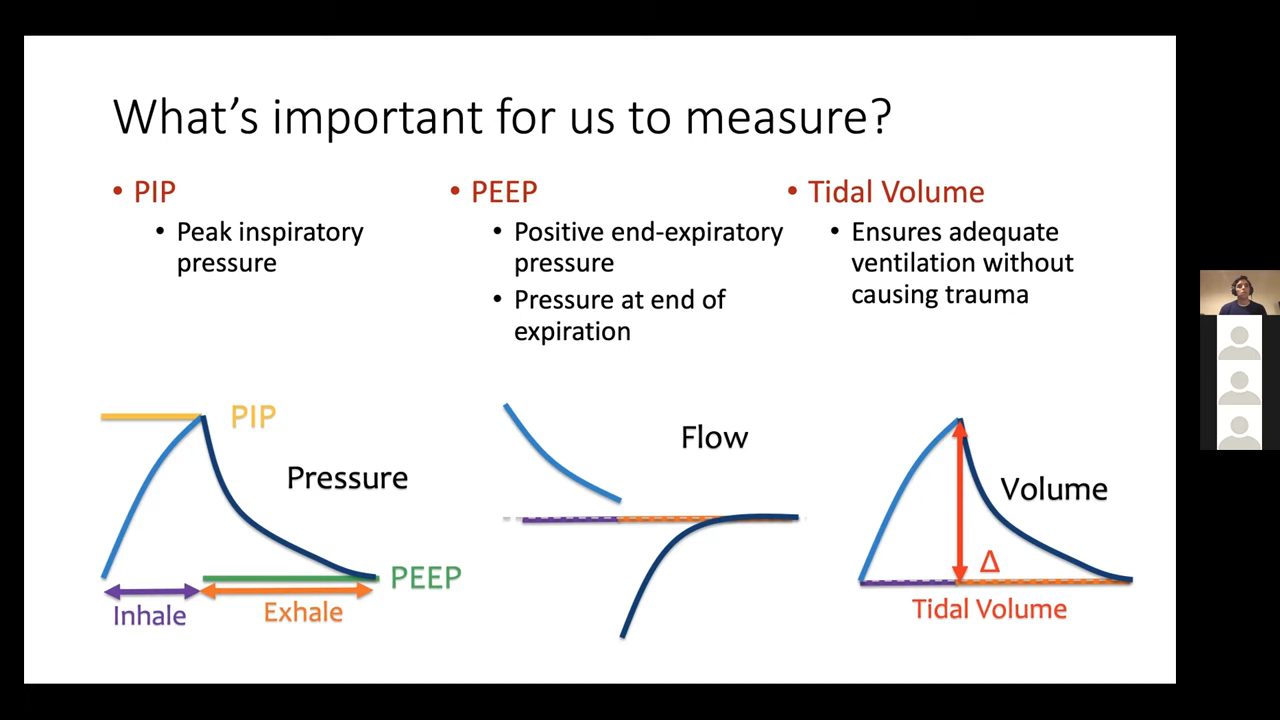 What's important for us to measure?
• PIP
• Peak inspiratory
pressure
• PEEP
• Positive end-expiratory
pressure
• Pressure at end of
expiration
• Tidal Volume
• Ensures adequate
ventilation without
causing trauma
PIP
Pressure
PEEP
Inhale
Exhale
Flow
Volume
Δ
Tidal Volume